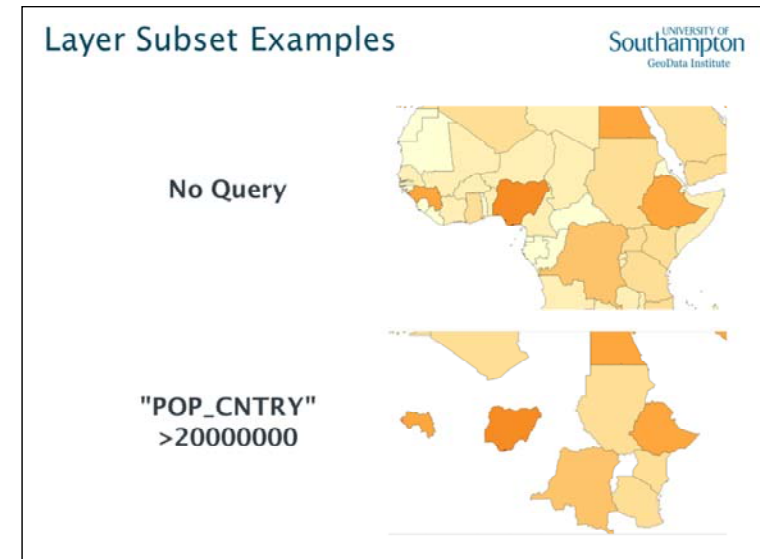 Layer Subset Examples
UNIVERSITY OF
Southampton
GeoData Institute
No Query
"POP_CNTRY"
>20000000